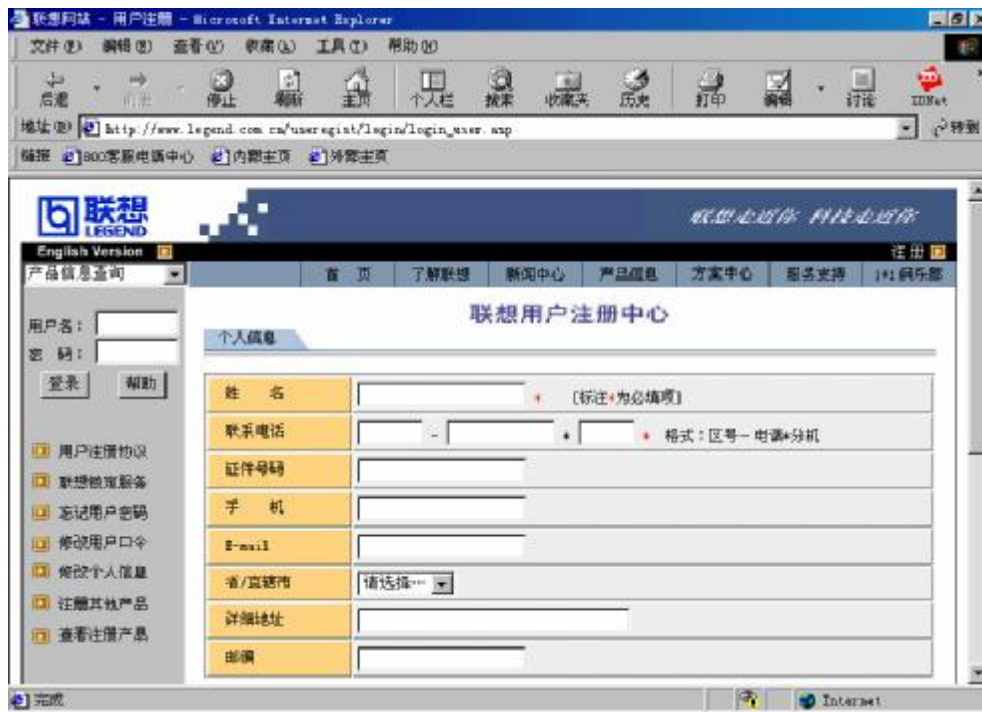 联想网站 - 用户注册 - Microsoft Internet Explorer
文件(F) 编辑(E) 查看(V) 收藏(A) 工具(T) 帮助(H)
后退 前进 停止 刷新 主页 个人栏 搜索 收藏夹 历史 打印 编辑 讨论
地址(D) http://www.legend.com.cn/useregist/login/login_user.asp 转到
链接 800客服电话中心 内部主页 外部主页
联想
LEGEND
联想走近你 科技走近你
English Version 注册
产品信息查询 首 页 了解联想 新闻中心 产品信息 方案中心 服务支持 1+1俱乐部
联想用户注册中心
个人信息
用户名:
密 码:
登录 帮助
用户注册协议
忘记用户密码
修改用户口令
修改个人信息
注册其他产品
查看注册产品
姓 名 * [标注*为必填项]
联系电话 - * * 格式:区号-电话*分机
证件号码
手 机
E-mail
省/直辖市 请选择…
详细地址
邮编
完成 Internet